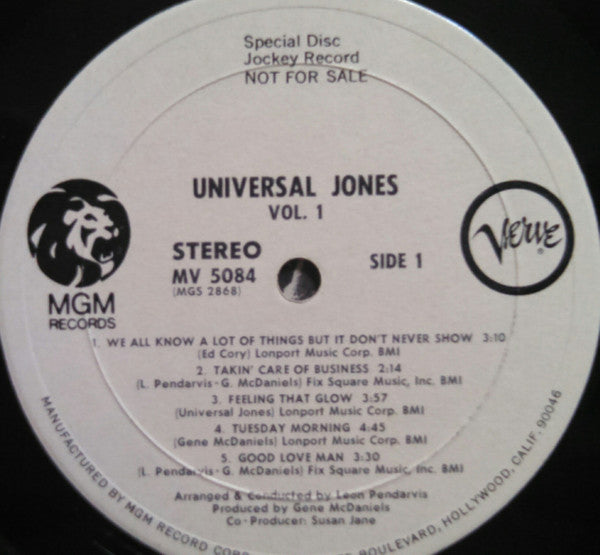 Special Disc
Jockey Record
NOT FOR SALE
UNIVERSAL JONES
VOL. 1
STEREO
MV 5084
(MGS 2868)
SIDE 1
MGM
RECORDS
Verve
®
1. WE ALL KNOW A LOT OF THINGS BUT IT DON'T NEVER SHOW 3:10
(Ed Cory) Lonport Music Corp. BMI
2. TAKIN' CARE OF BUSINESS 2:14
(L. Pendarvis-G. McDaniels) Fix Square Music, Inc. BMI
3. FEELING THAT GLOW 3:57
(Universal Jones) Lonport Music Corp. BMI
4. TUESDAY MORNING 4:45
(Gene McDaniels) Lonport Music Corp. BMI
5. GOOD LOVE MAN 3:30
(L. Pendarvis-G. McDaniels) Fix Square Music, Inc. BMI
Arranged & Conducted by Leon Pendarvis
Produced by Gene McDaniels
Co-Producer: Susan Jane
MANUFACTURED BY MGM RECORD CORP BOULEVARD, HOLLYWOOD, CALIF. 90046